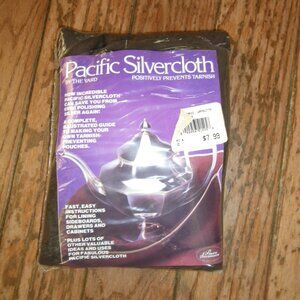 Pacific Silvercloth
BY THE YARD
POSITIVELY PREVENTS TARNISH
NEW INCREDIBLE
PACIFIC SILVERCLOTH
CAN SAVE YOU FROM
EVER POLISHING
SILVER AGAIN!
A COMPLETE,
ILLUSTRATED GUIDE
TO MAKING YOUR
OWN TARNISH-
PREVENTING
POUCHES.
$7.99
FAST, EASY
INSTRUCTIONS
FOR LINING
SIDEBOARDS,
DRAWERS AND
CABINETS
PLUS LOTS OF
OTHER VALUABLE
IDEAS AND USES
FOR FABULOUS
PACIFIC SILVERCLOTH